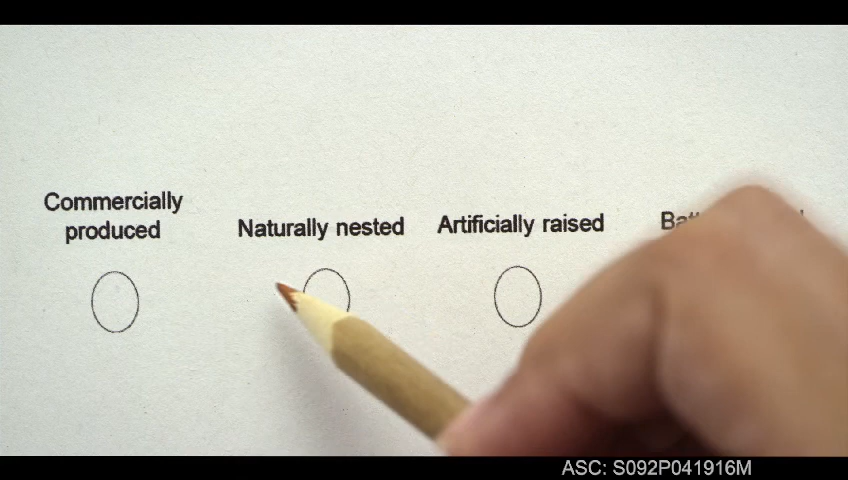 Commercially
produced
Naturally nested
Artificially raised
ASC: S092P041916M